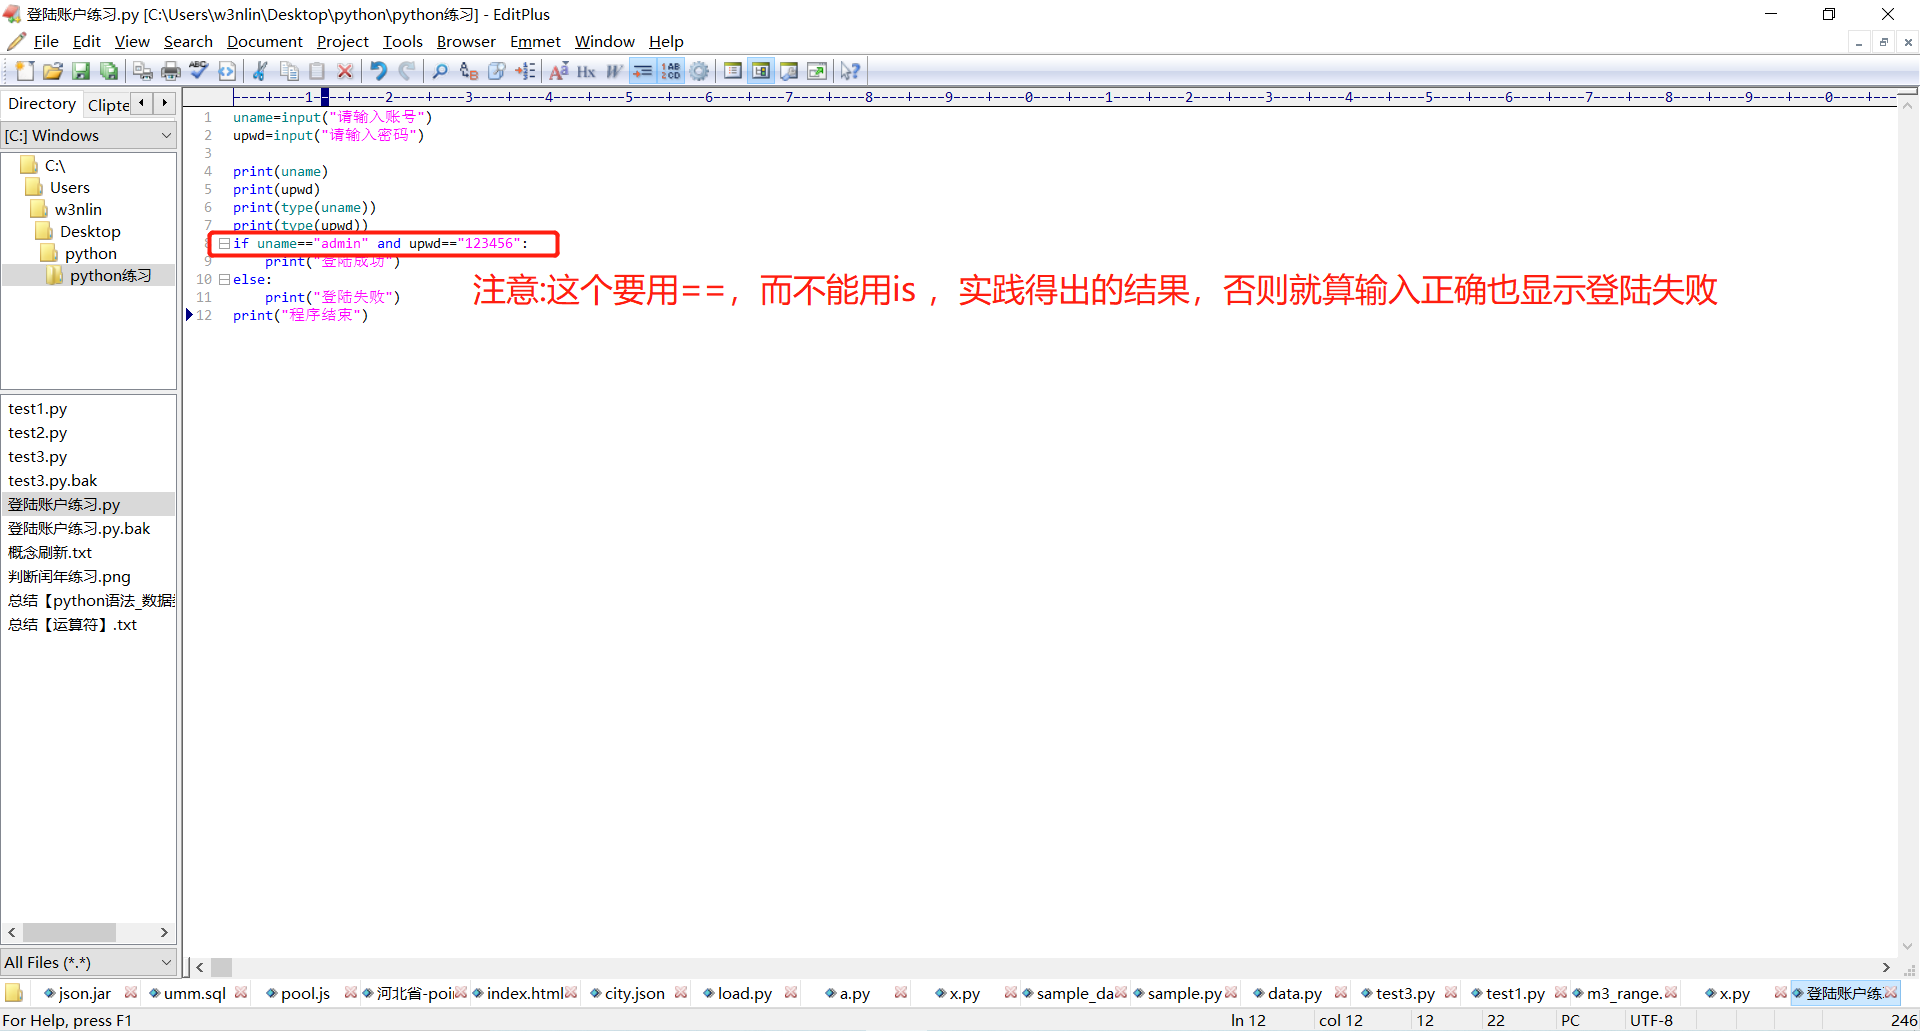 登陆账户练习.py [C:\Users\w3nlin\Desktop\python\python练习] - EditPlus
File Edit View Search Document Project Tools Browser Emmet Window Help
Directory Clipte
[C:] Windows
C:\
Users
w3nlin
Desktop
python
python练习
test1.py
test2.py
test3.py
test3.py.bak
登陆账户练习.py
登陆账户练习.py.bak
概念刷新.txt
判断闰年练习.png
总结【python语法_数据
总结【运算符】.txt
All Files (*.*)
----+----1----+----2----+----3----+----4----+----5----+----6----+----7----+----8----+----9----+----0----+----1----+----2----+----3----+----4----+----5----+----6----+----7----+----8----+----9----+----0----+---
1 uname=input("请输入账号")
2 upwd=input("请输入密码")
3
4 print(uname)
5 print(upwd)
6 print(type(uname))
7 print(type(upwd))
8 if uname=="admin" and upwd=="123456":
9 print("登陆成功")
10 else:
11 print("登陆失败")
12 print("程序结束")
注意:这个要用==，而不能用is ，实践得出的结果，否则就算输入正确也显示登陆失败
json.jar umm.sql pool.js 河北省-poi index.html city.json load.py a.py x.py sample_da sample.py data.py test3.py test1.py m3_range. x.py 登陆账户练
For Help, press F1 ln 12 col 12 12 22 PC UTF-8 246